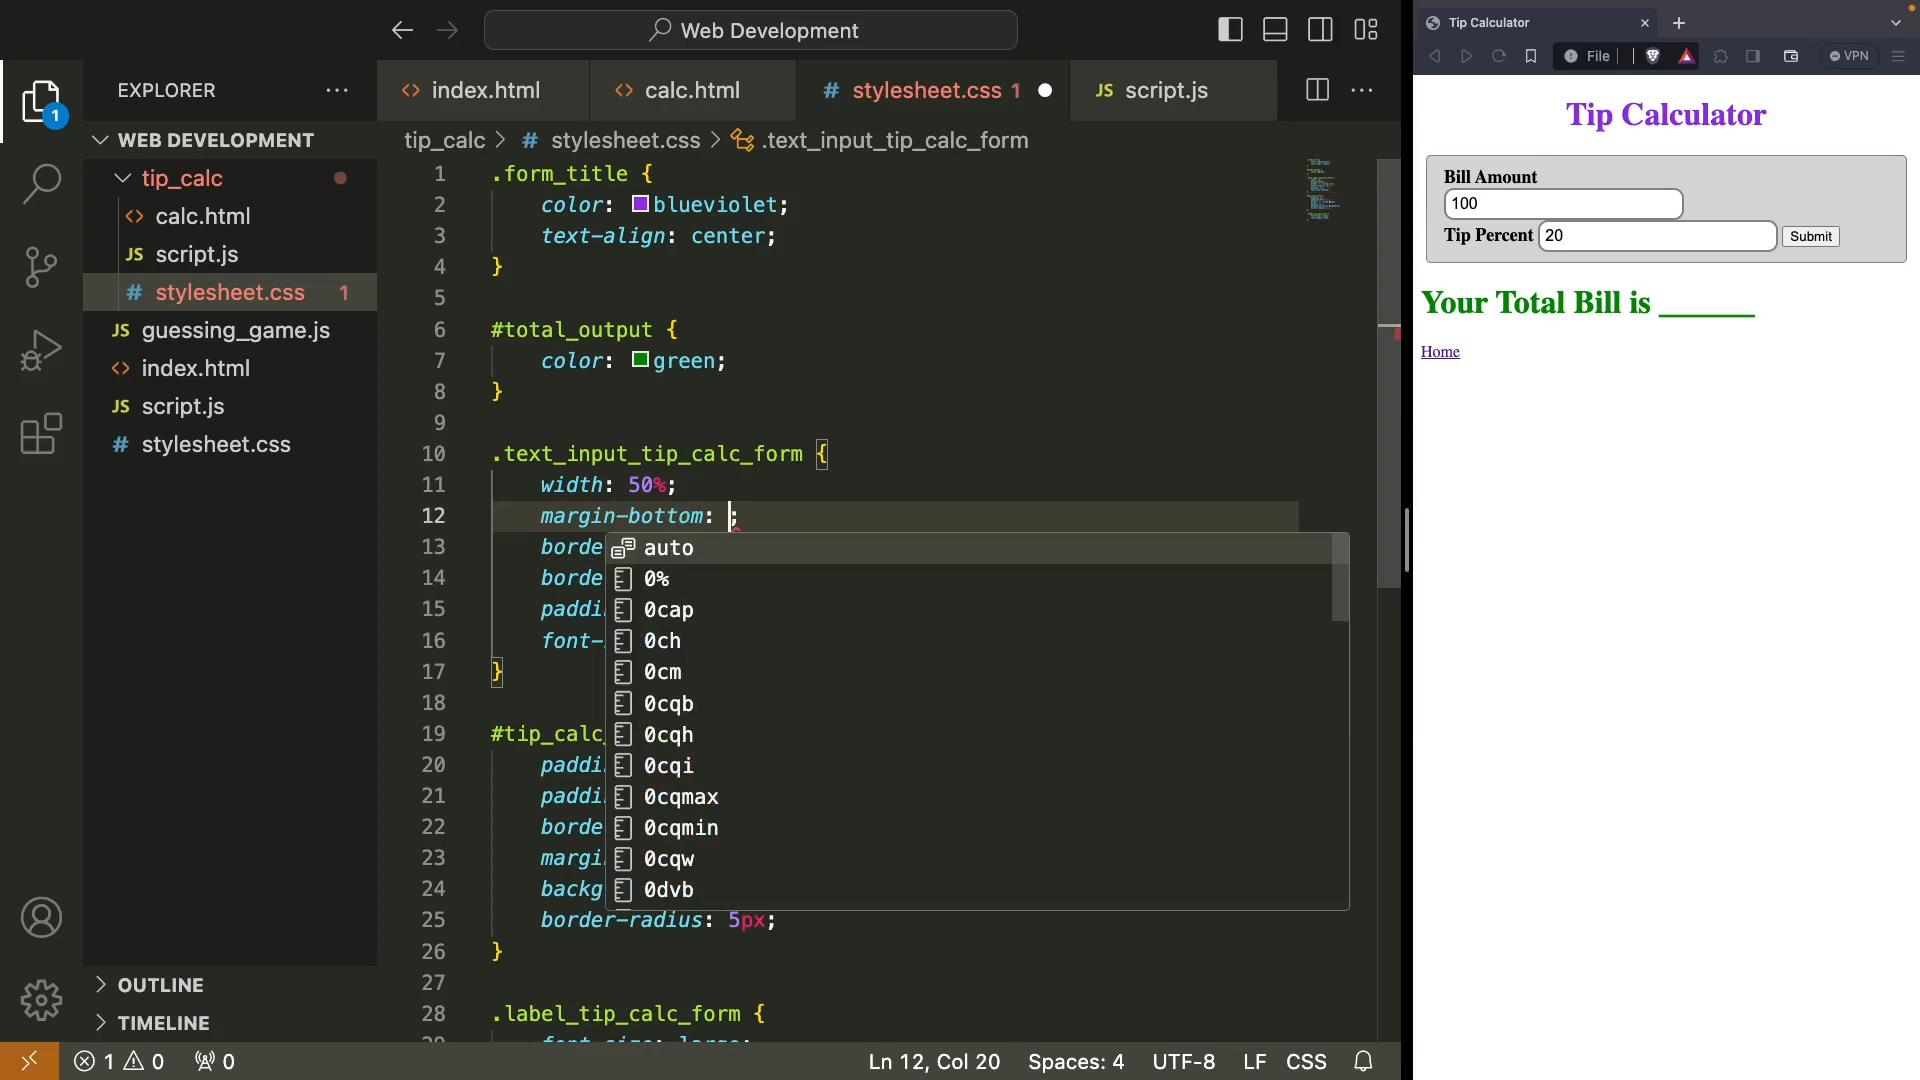 Web Development
EXPLORER
1
index.html
calc.html
# stylesheet.css 1
JS script.js
WEB DEVELOPMENT
tip_calc
calc.html
JS script.js
# stylesheet.css 1
JS guessing_game.js
index.html
JS script.js
# stylesheet.css
OUTLINE
TIMELINE
tip_calc > # stylesheet.css > .text_input_tip_calc_form
1 .form_title {
2 color: blueviolet;
3 text-align: center;
4 }
5
6 #total_output {
7 color: green;
8 }
9
10 .text_input_tip_calc_form {
11 width: 50%;
12 margin-bottom: ;
13 borde
14 borde
15 paddi
16 font-
17 }
18
19 #tip_calc_
20 paddi
21 paddi
22 borde
23 margi
24 backg
25 border-radius: 5px;
26 }
27
28 .label_tip_calc_form {
auto
0%
0cap
0ch
0cm
0cqb
0cqh
0cqi
0cqmax
0cqmin
0cqw
0dvb
1 0 0
Ln 12, Col 20 Spaces: 4 UTF-8 LF CSS
Tip Calculator
File VPN
Tip Calculator
Bill Amount
100
Tip Percent 20 Submit
Your Total Bill is ______
Home